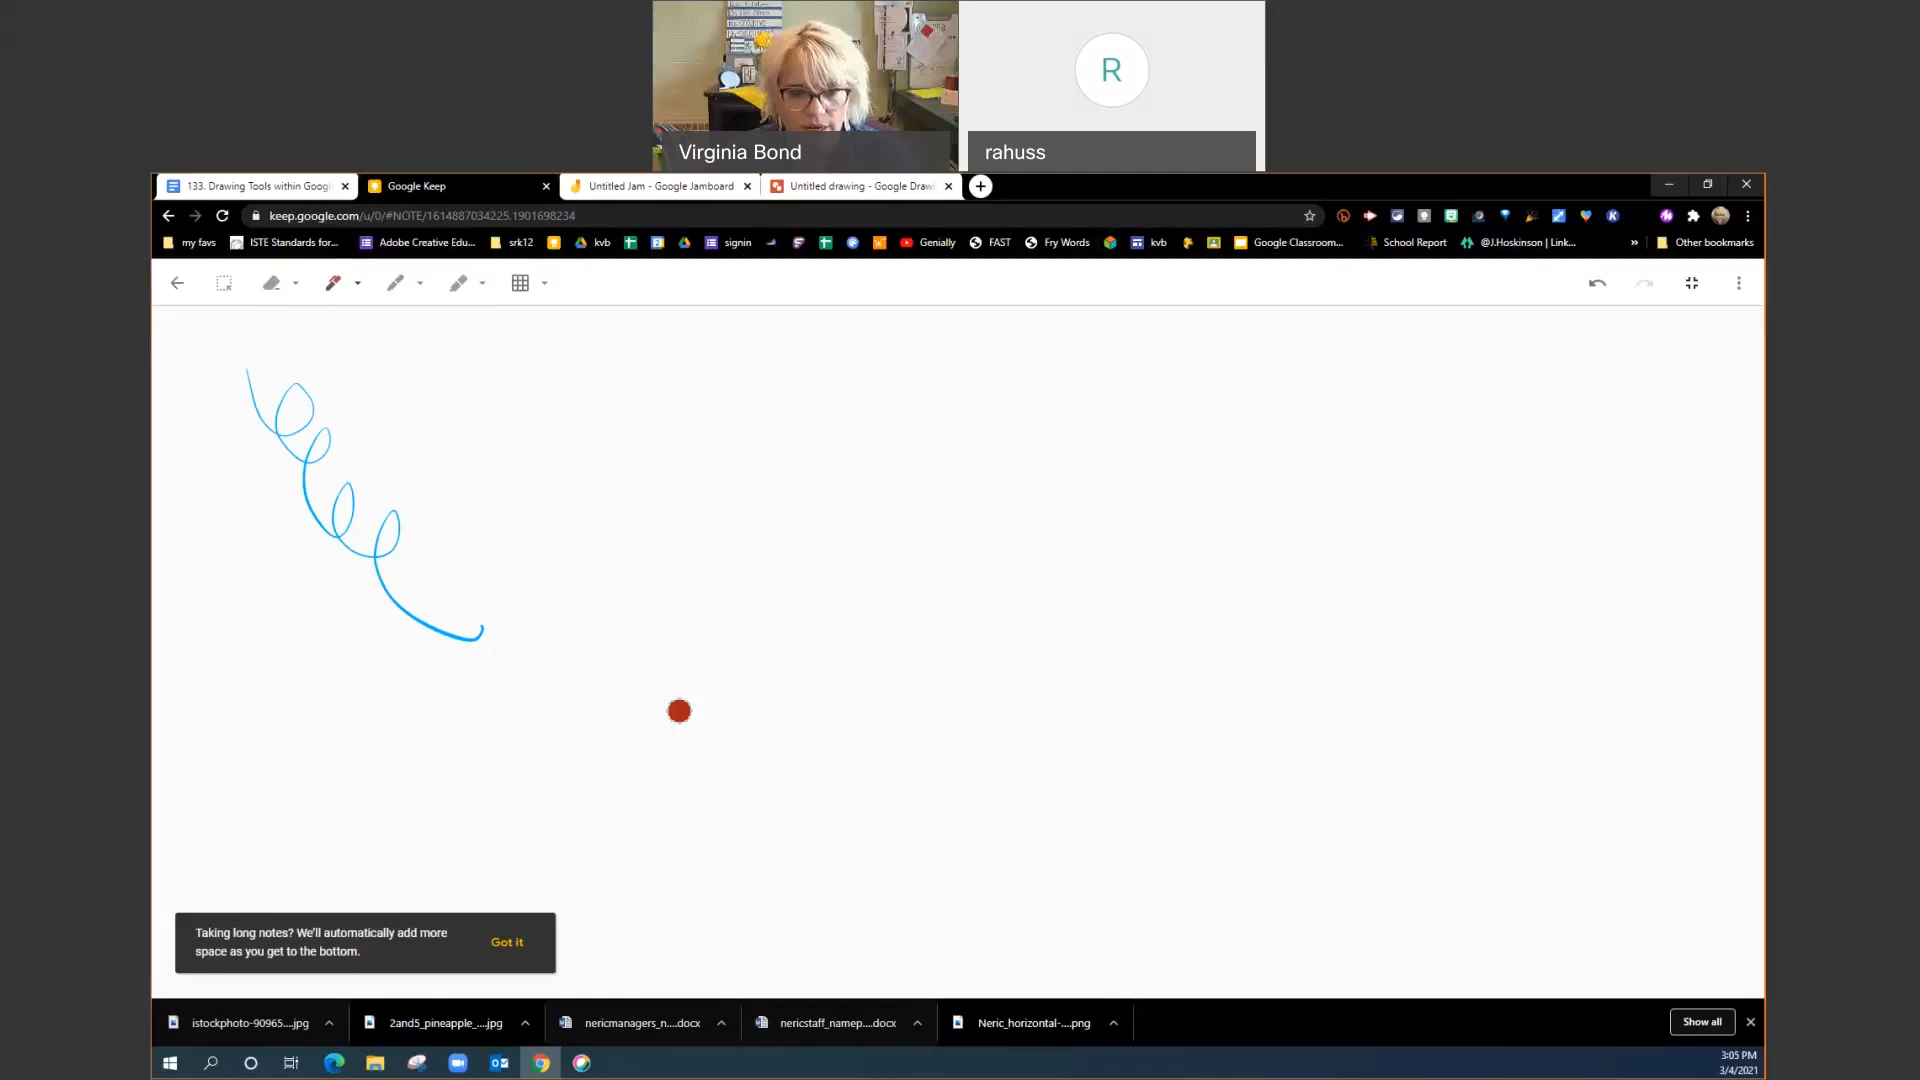 R
Virginia Bond
rahuss
133. Drawing Tools within Googl
Google Keep
Untitled Jam - Google Jamboard
Untitled drawing - Google Drawi
keep.google.com/u/0/#NOTE/1614887034225.1901698234
my favs
ISTE Standards for...
Adobe Creative Edu...
srk12
kvb
signin
Genially
FAST
Fry Words
kvb
Google Classroom...
School Report
@J.Hoskinson | Link...
»
Other bookmarks
Taking long notes? We'll automatically add more
space as you get to the bottom.
Got it
istockphoto-90965....jpg
2and5_pineapple_....jpg
nericmanagers_n....docx
nericstaff_namep....docx
Neric_horizontal-....png
Show all
3:05 PM
3/4/2021